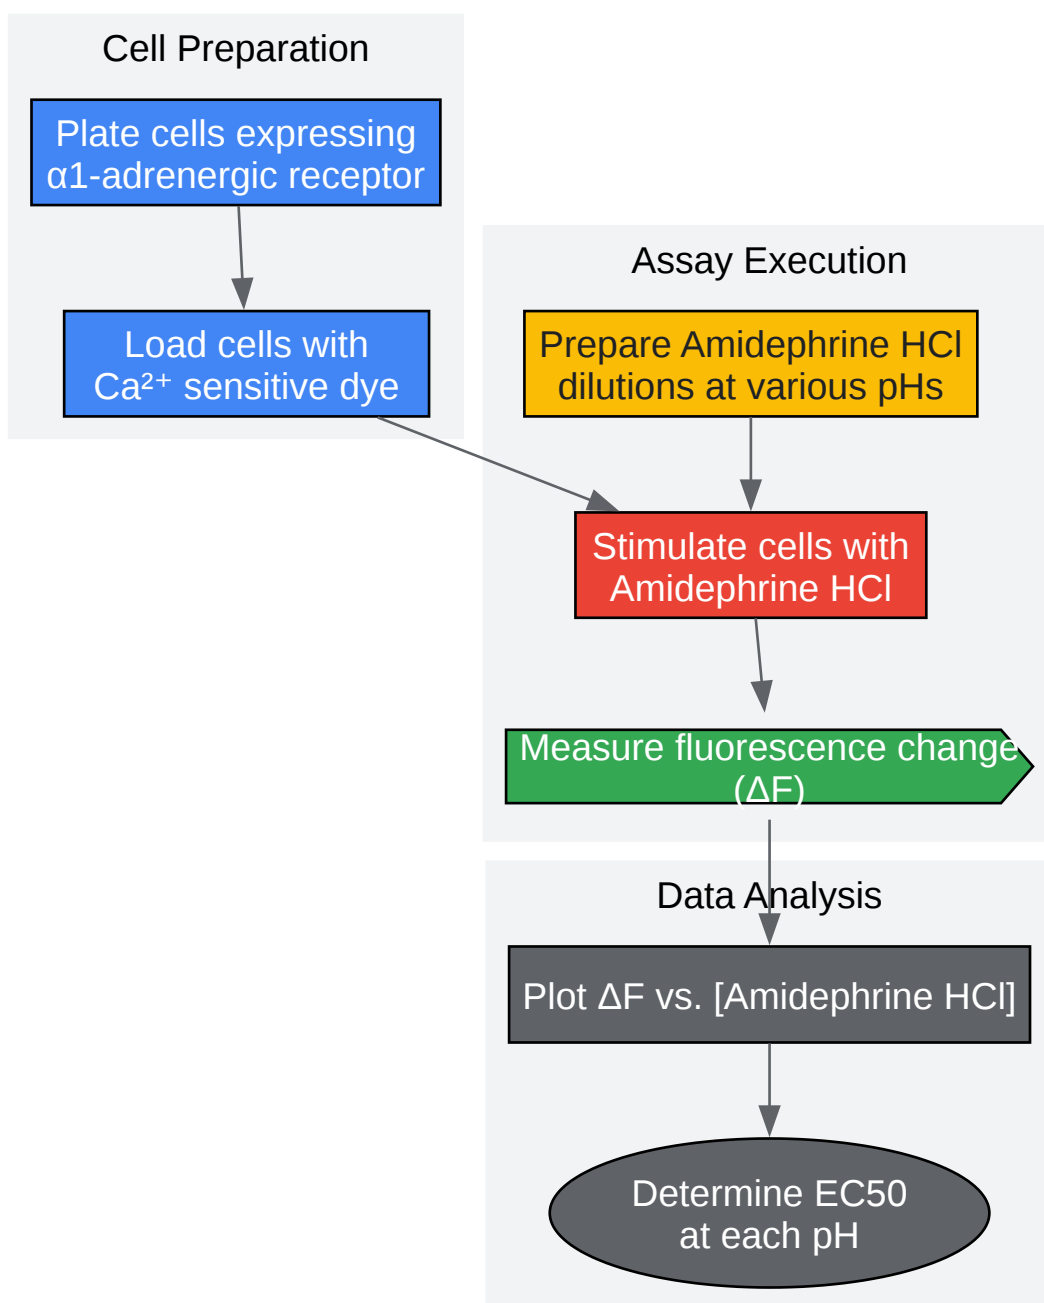 Cell Preparation
Plate cells expressing
α1-adrenergic receptor
Load cells with
Ca²⁺ sensitive dye
Assay Execution
Prepare Amidephrine HCl
dilutions at various pHs
Stimulate cells with
Amidephrine HCl
Measure fluorescence change
(ΔF)
Data Analysis
Plot ΔF vs. [Amidephrine HCl]
Determine EC50
at each pH